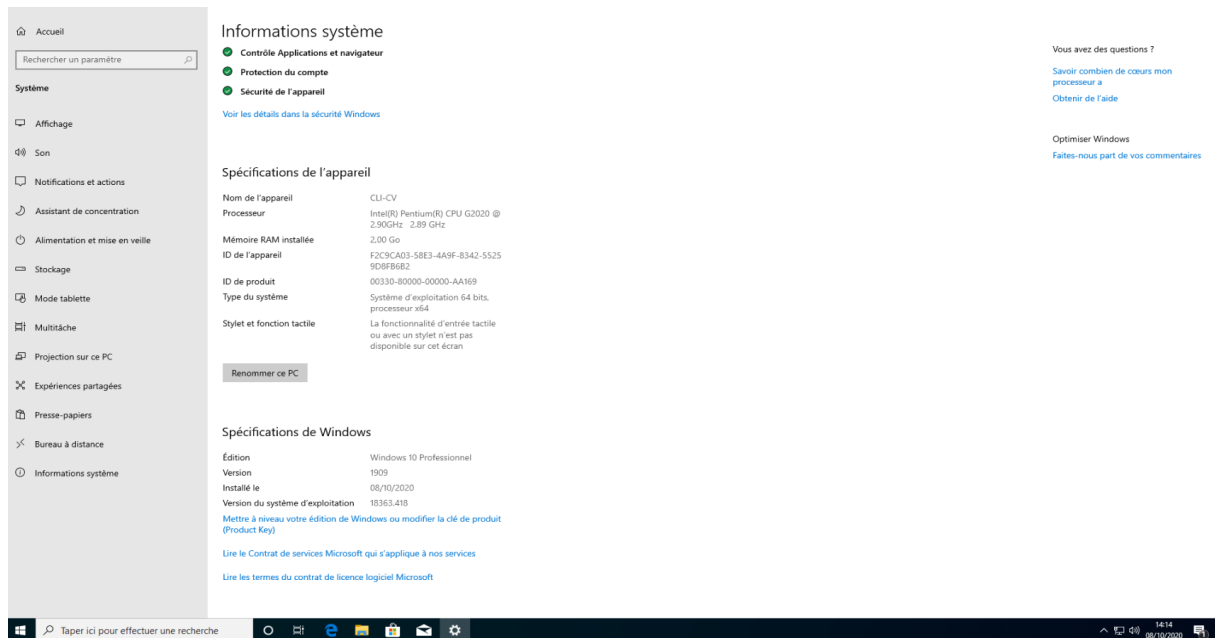 Accueil
Rechercher un paramètre
Système
Affichage
Son
Notifications et actions
Assistant de concentration
Alimentation et mise en veille
Stockage
Mode tablette
Multitâche
Projection sur ce PC
Expériences partagées
Presse-papiers
Bureau à distance
Informations système
Informations système
Contrôle Applications et navigateur
Protection du compte
Sécurité de l'appareil
Voir les détails dans la sécurité Windows
Spécifications de l'appareil
Nom de l'appareil CLI-CV
Processeur Intel(R) Pentium(R) CPU G2020 @
2.90GHz 2.89 GHz
Mémoire RAM installée 2,00 Go
ID de l'appareil F2C9CA03-58E3-4A9F-8342-5525
9D8FB6B2
ID de produit 00330-80000-00000-AA169
Type du système Système d'exploitation 64 bits,
processeur x64
Stylet et fonction tactile La fonctionnalité d'entrée tactile
ou avec un stylet n'est pas
disponible sur cet écran
Renommer ce PC
Spécifications de Windows
Édition Windows 10 Professionnel
Version 1909
Installé le 08/10/2020
Version du système d'exploitation 18363.418
Mettre à niveau votre édition de Windows ou modifier la clé de produit
(Product Key)
Lire le Contrat de services Microsoft qui s'applique à nos services
Lire les termes du contrat de licence logiciel Microsoft
Vous avez des questions ?
Savoir combien de cœurs mon
processeur a
Obtenir de l'aide
Optimiser Windows
Faites-nous part de vos commentaires
Taper ici pour effectuer une recherche
14:14
08/10/2020